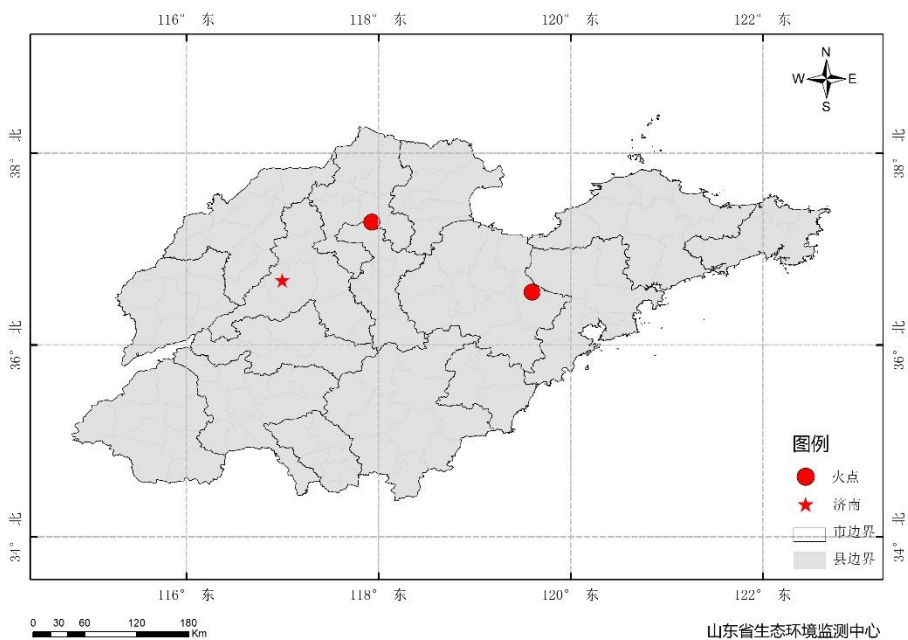 116° 东 118° 东 120° 东 122° 东
N
W E
S
38° 北 38° 北
36° 北 36° 北
34° 北 34° 北
图例
火点
济南
市边界
县边界
116° 东 118° 东 120° 东 122° 东
0 30 60 120 180
Km
山东省生态环境监测中心